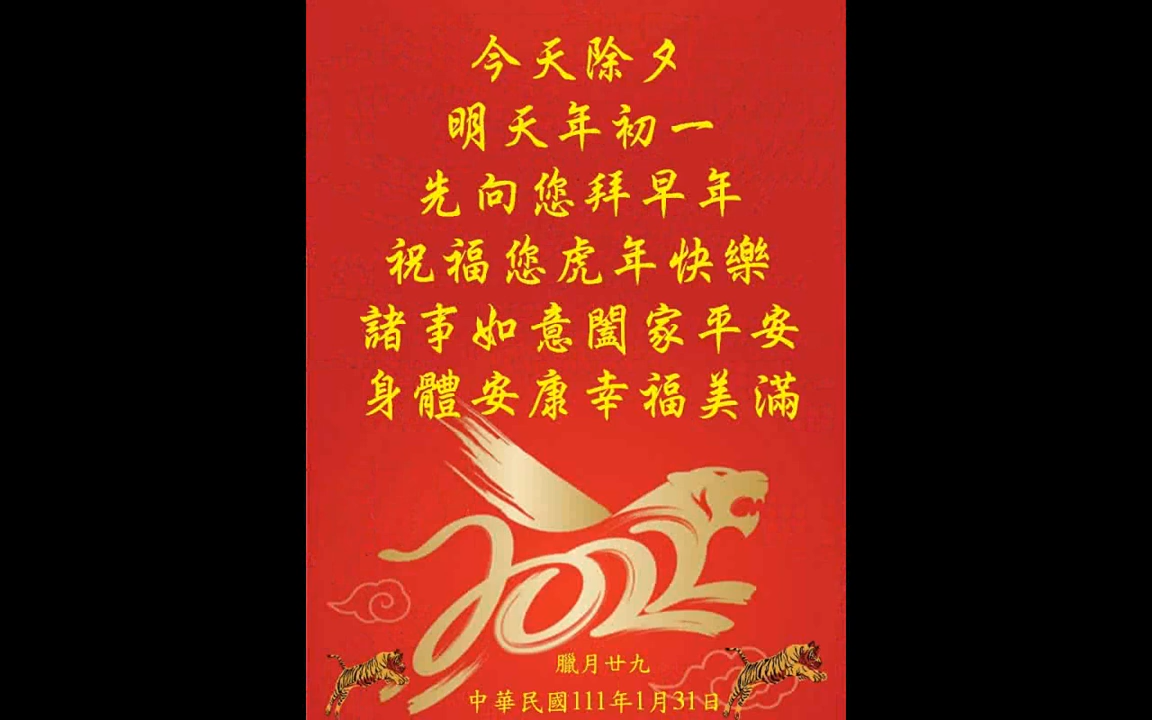 今天除夕
明天年初一
先向您拜早年
祝福您虎年快樂
諸事如意闔家平安
身體安康幸福美滿
2022
臘月廿九
中華民國111年1月31日